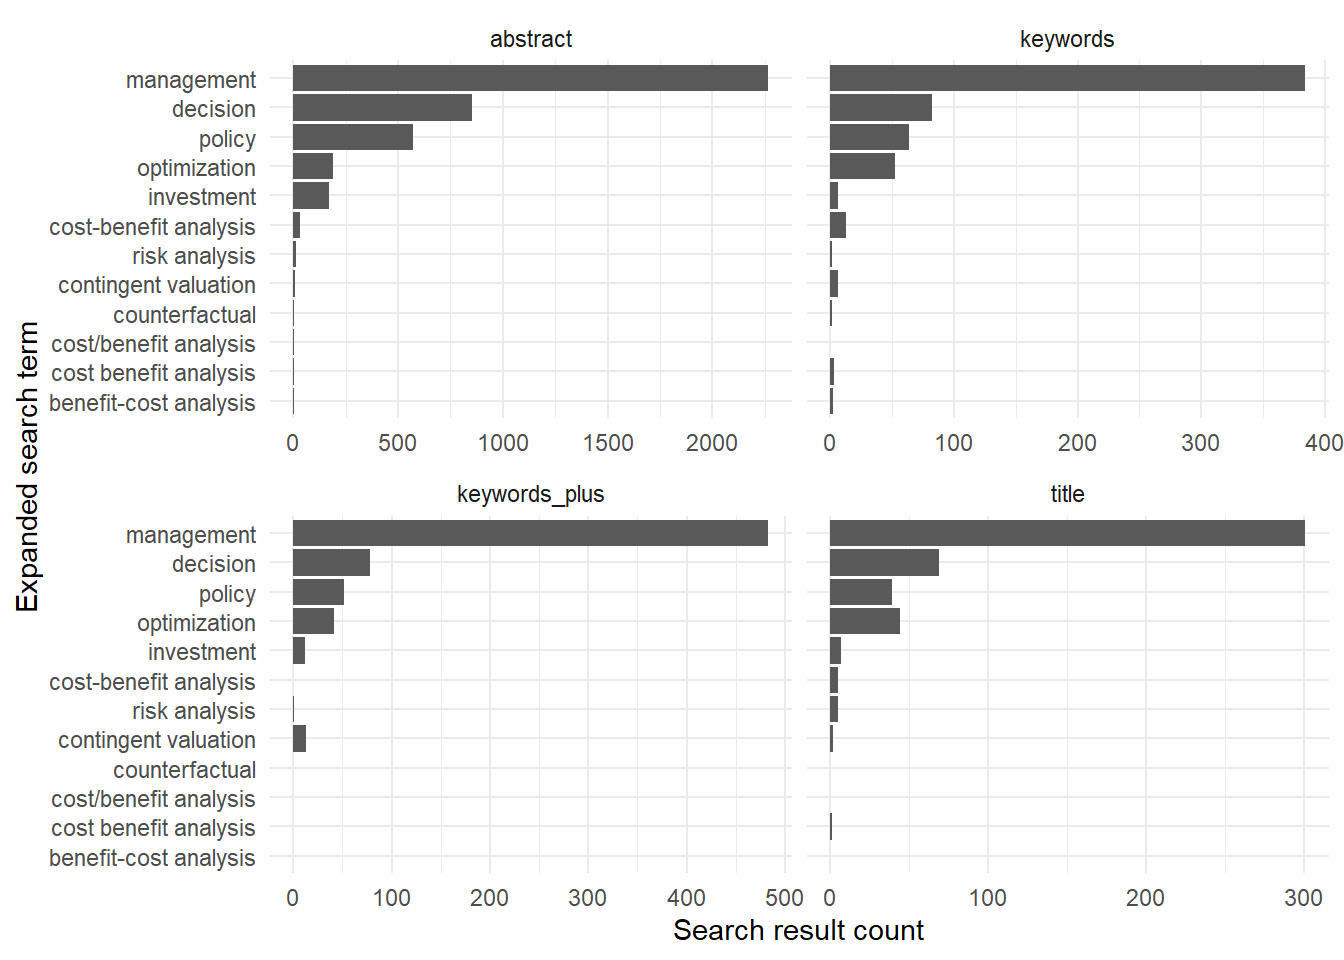 abstract
keywords
management
decision
policy
optimization
investment
cost-benefit analysis
risk analysis
contingent valuation
counterfactual
cost/benefit analysis
cost benefit analysis
benefit-cost analysis
0 500 1000 1500 2000
0 100 200 300 400
keywords_plus
title
management
decision
policy
optimization
investment
cost-benefit analysis
risk analysis
contingent valuation
counterfactual
cost/benefit analysis
cost benefit analysis
benefit-cost analysis
0 100 200 300 400 500
0 100 200 300
Search result count
Expanded search term